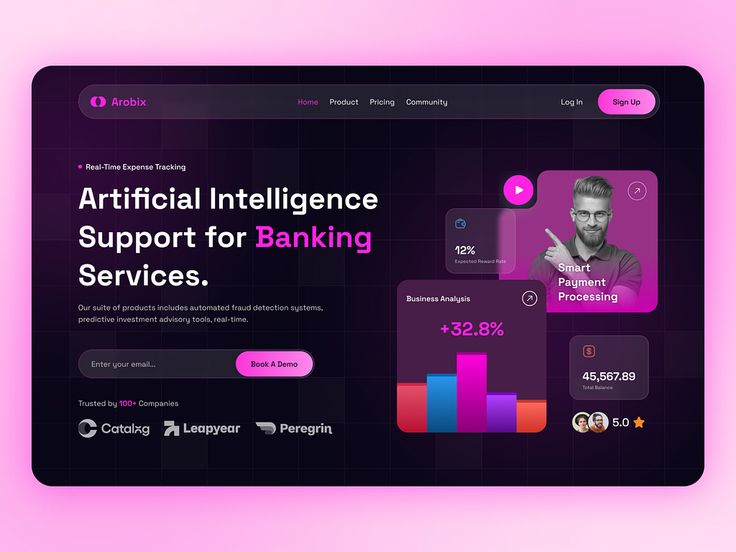 Arobix
Home Product Pricing Community
Log In
Sign Up
Real-Time Expense Tracking
Artificial Intelligence
Support for Banking
Services.
Our suite of products includes automated fraud detection systems,
predictive investment advisory tools, real-time.
Enter your email...
Book A Demo
Trusted by 100+ Companies
Catalog
Leapyear
Peregrin
12%
Expected Reward Rate
Smart
Payment
Processing
Business Analysis
+32.8%
$
45,567.89
Total Balance
5.0